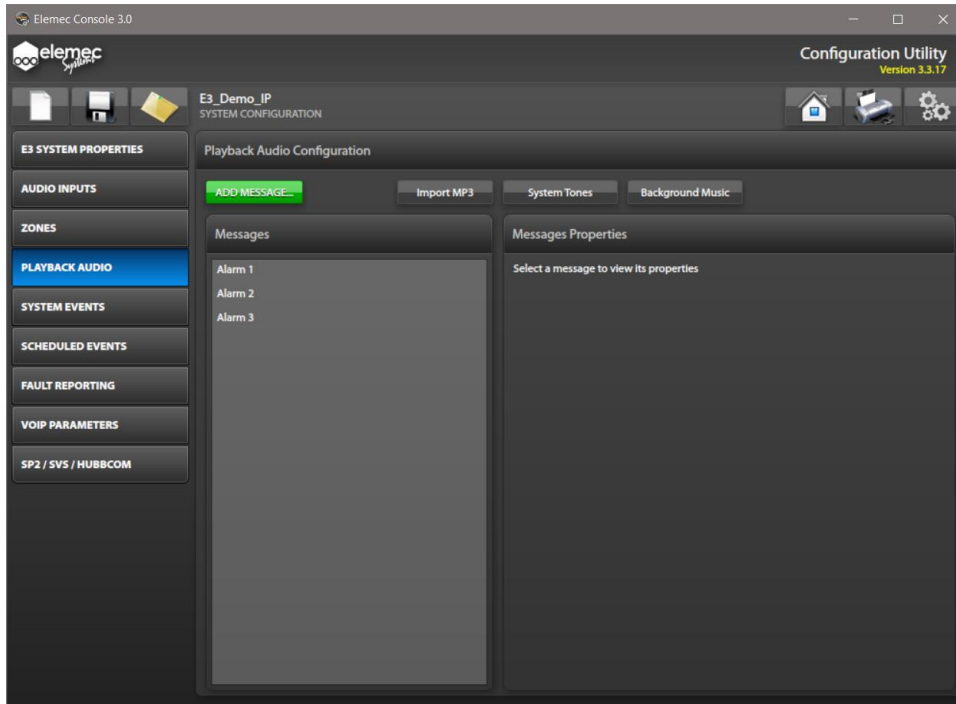 Elemec Console 3.0
elemec
Systems
Configuration Utility
Version 3.3.17
E3_Demo_IP
SYSTEM CONFIGURATION
E3 SYSTEM PROPERTIES
AUDIO INPUTS
ZONES
PLAYBACK AUDIO
SYSTEM EVENTS
SCHEDULED EVENTS
FAULT REPORTING
VOIP PARAMETERS
SP2 / SVS / HUBBCOM
Playback Audio Configuration
ADD MESSAGE...
Import MP3
System Tones
Background Music
Messages
Alarm 1
Alarm 2
Alarm 3
Messages Properties
Select a message to view its properties